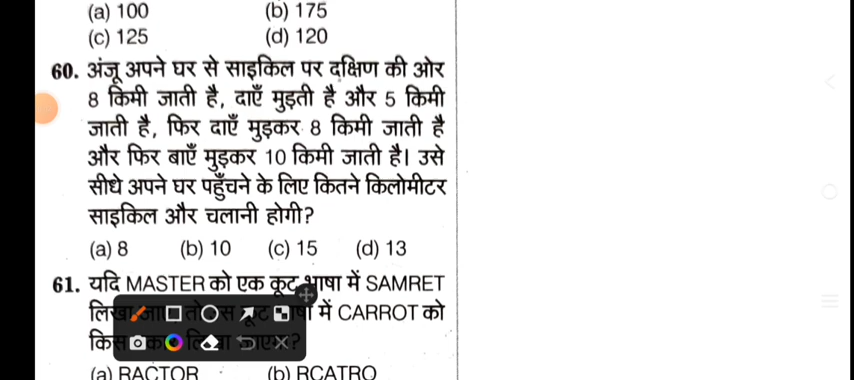 (a) 100 (b) 175
(c) 125 (d) 120
60. अंजू अपने घर से साइकिल पर दक्षिण की ओर
8 किमी जाती है, दाएँ मुड़ती है और 5 किमी
जाती है, फिर दाएँ मुड़कर 8 किमी जाती है
और फिर बाएँ मुड़कर 10 किमी जाती है। उसे
सीधे अपने घर पहुँचने के लिए कितने किलोमीटर
साइकिल और चलानी होगी?
(a) 8 (b) 10 (c) 15 (d) 13
61. यदि MASTER को एक कूट भाषा में SAMRET
में CARROT को
(a) RACTOR (b) RCATRO